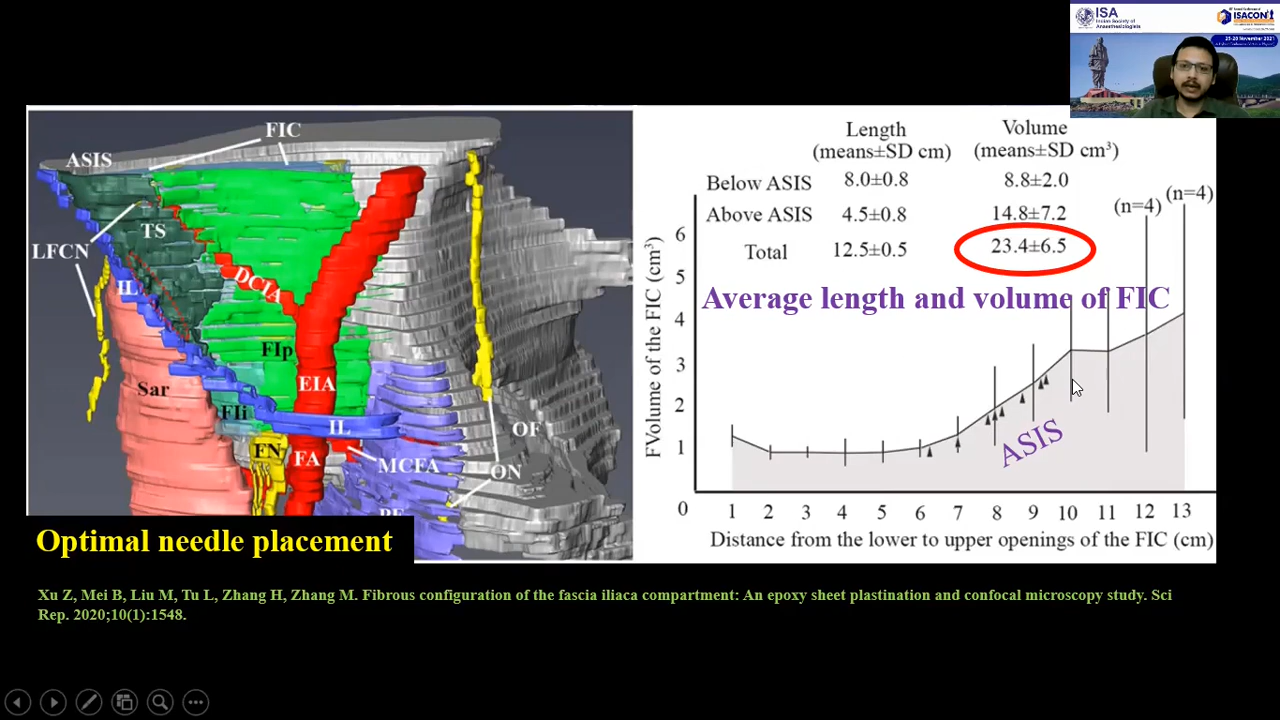 ISA
Indian Society of
Anaesthesiologists
ISACON
25-28 November 2021
FIC
ASIS
TS
LFCN
DCIA
IL
FIp
EIA
Sar
FIi
IL
OF
FN
FA
MCFA
ON
PE
Length
(means±SD cm)
Volume
(means±SD cm³)
Below ASIS 8.0±0.8 8.8±2.0
Above ASIS 4.5±0.8 14.8±7.2
Total 12.5±0.5 23.4±6.5
(n=4)
(n=4)
Average length and volume of FIC
FVolume of the FIC (cm³)
6
5
4
3
2
1
0
ASIS
1 2 3 4 5 6 7 8 9 10 11 12 13
Distance from the lower to upper openings of the FIC (cm)
Optimal needle placement
Xu Z, Mei B, Liu M, Tu L, Zhang H, Zhang M. Fibrous configuration of the fascia iliaca compartment: An epoxy sheet plastination and confocal microscopy study. Sci
Rep. 2020;10(1):1548.